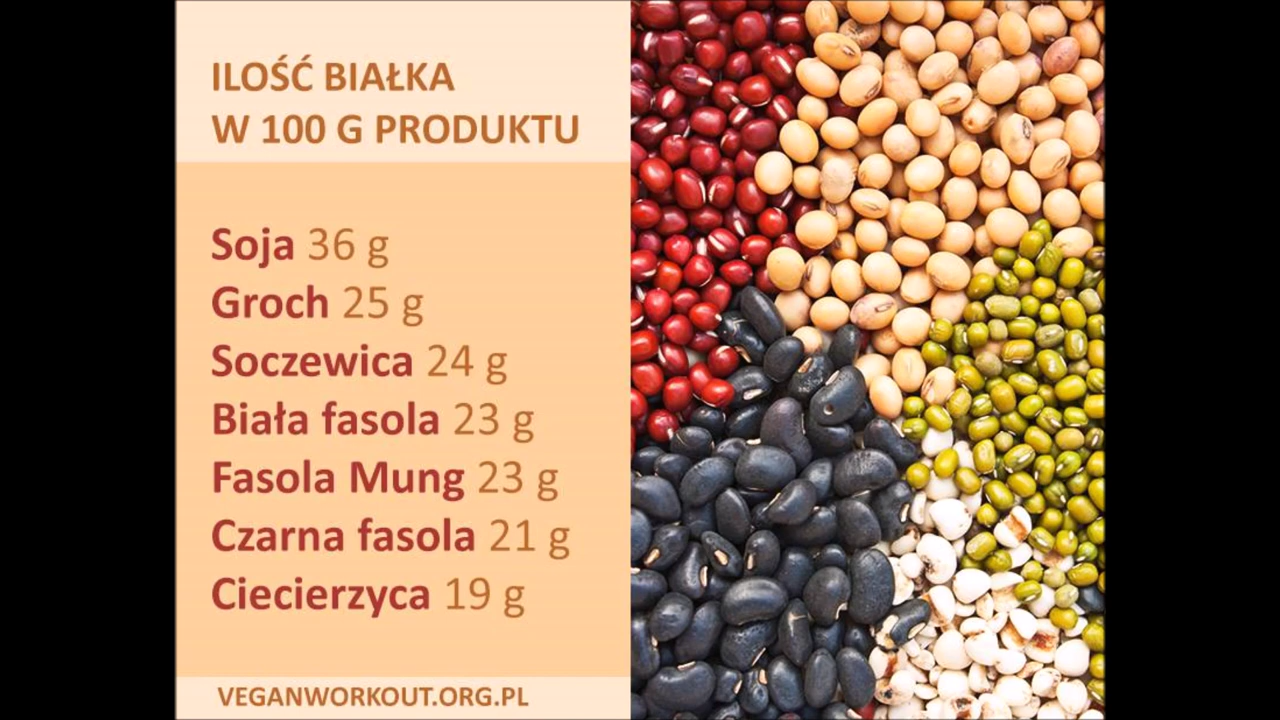 ILOŚĆ BIAŁKA
W 100 G PRODUKTU
Soja 36 g
Groch 25 g
Soczewica 24 g
Biała fasola 23 g
Fasola Mung 23 g
Czarna fasola 21 g
Ciecierzyca 19 g
VEGANWORKOUT.ORG.PL